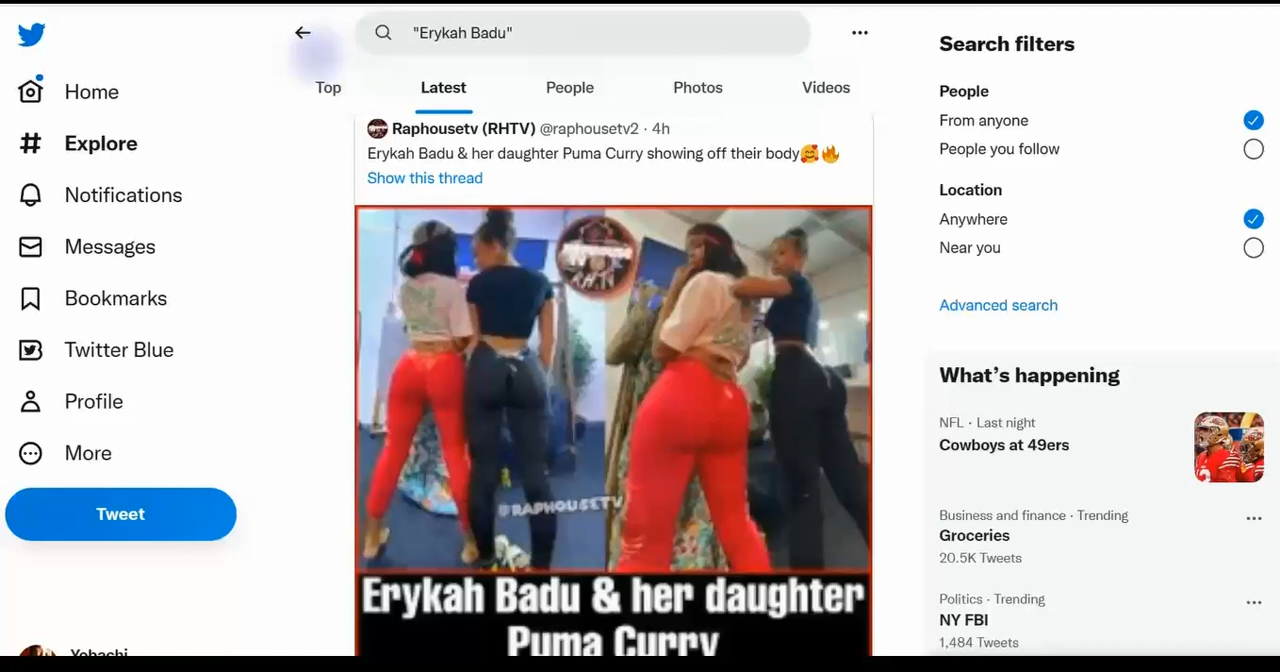 "Erykah Badu"
Top
Latest
People
Photos
Videos
Home
Explore
Notifications
Messages
Bookmarks
Twitter Blue
Profile
More
Tweet
Yobachi
Raphousetv (RHTV) @raphousetv2 · 4h
Erykah Badu & her daughter Puma Curry showing off their body🥰🔥
Show this thread
@RAPHOUSETV
Erykah Badu & her daughter
Puma Curry
Search filters
People
From anyone
People you follow
Location
Anywhere
Near you
Advanced search
What's happening
NFL · Last night
Cowboys at 49ers
Business and finance · Trending
Groceries
20.5K Tweets
Politics · Trending
NY FBI
1,484 Tweets